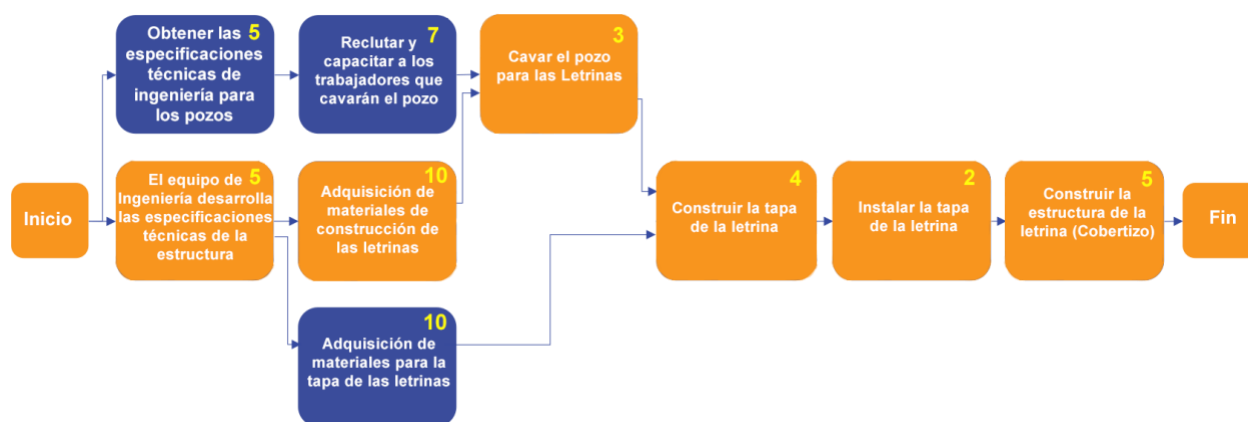 Obtener las
especificaciones
técnicas de
ingeniería para
los pozos
5
Reclutar y
capacitar a los
trabajadores que
cavarán el pozo
7
Cavar el pozo
para las Letrinas
3
Inicio
El equipo de
Ingeniería desarrolla
las especificaciones
técnicas de la
estructura
5
Adquisición de
materiales de
construcción de
las letrinas
10
Adquisición de
materiales para la
tapa de las letrinas
10
Construir la tapa
de la letrina
4
Instalar la tapa
de la letrina
2
Construir la
estructura de la
letrina (Cobertizo)
5
Fin